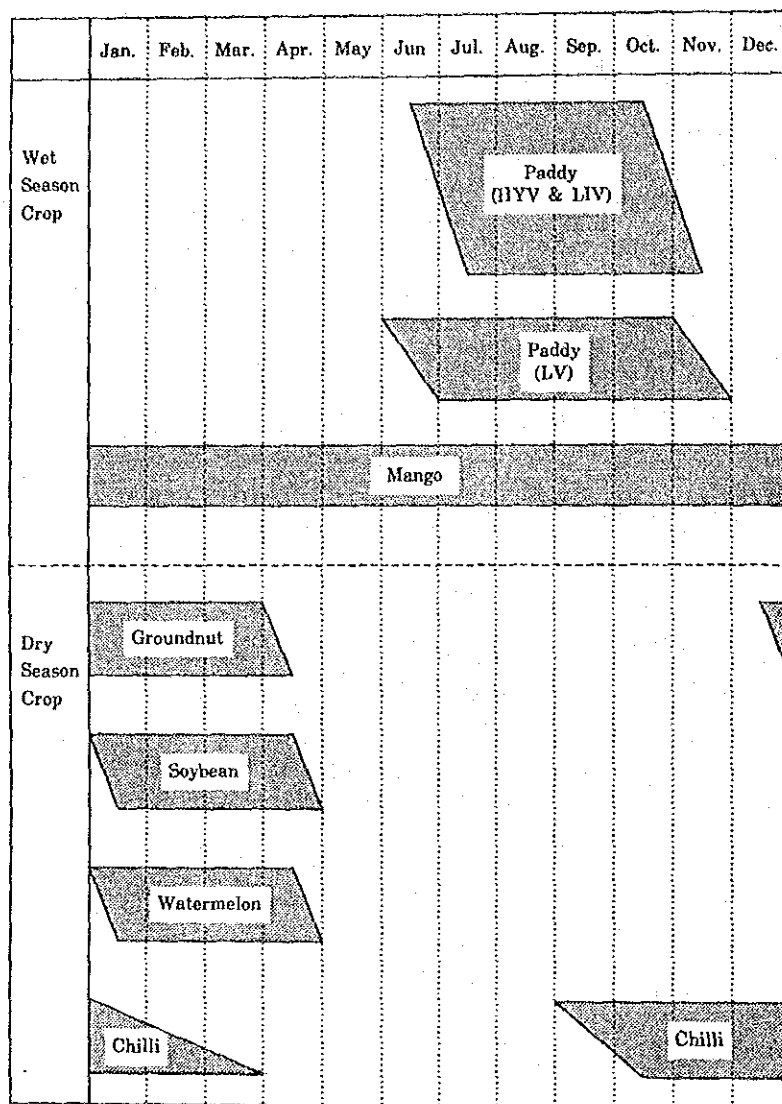 Jan. Feb. Mar. Apr. May Jun Jul. Aug. Sep. Oct. Nov. Dec.
Wet
Season
Crop
Paddy
(HYV & LIV)
Paddy
(LV)
Mango
Dry
Season
Crop
Groundnut
Soybean
Watermelon
Chilli Chilli